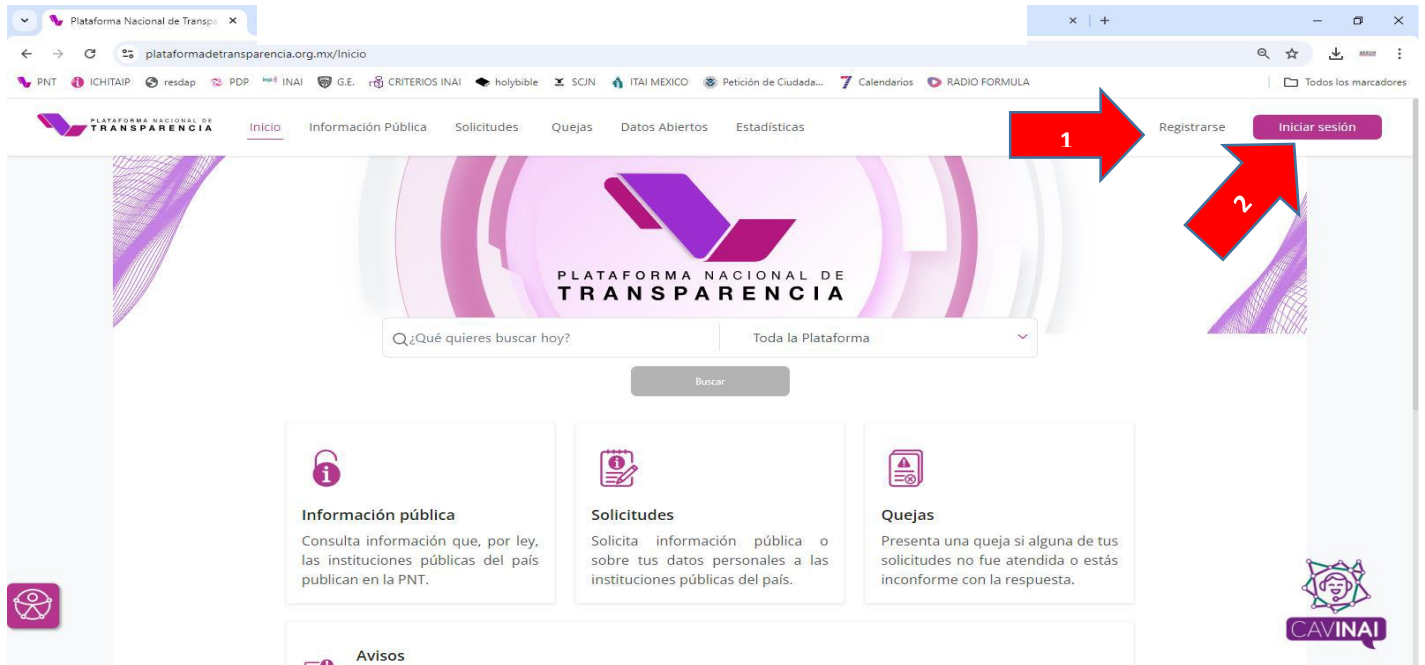 Plataforma Nacional de Transpa
plataformadetransparencia.org.mx/Inicio
PNT ICHITAIP resdap PDP INAI G.E. CRITERIOS INAI holybible SCJN ITAI MEXICO Petición de Ciudada... Calendarios RADIO FORMULA Todos los marcadores
PLATAFORMA NACIONAL DE
TRANSPARENCIA
Inicio Información Pública Solicitudes Quejas Datos Abiertos Estadísticas
1
Registrarse Iniciar sesión
2
PLATAFORMA NACIONAL DE
TRANSPARENCIA
¿Qué quieres buscar hoy? Toda la Plataforma
Buscar
Información pública
Consulta información que, por ley,
las instituciones públicas del país
publican en la PNT.
Solicitudes
Solicita información pública o
sobre tus datos personales a las
instituciones públicas del país.
Quejas
Presenta una queja si alguna de tus
solicitudes no fue atendida o estás
inconforme con la respuesta.
CAVINAI
Avisos